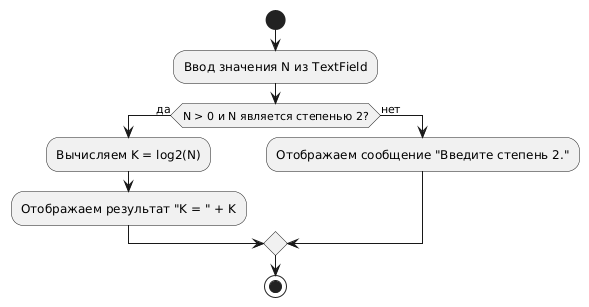 Ввод значения N из TextField
да
N > 0 и N является степенью 2?
нет
Вычисляем K = log2(N)
Отображаем сообщение "Введите степень 2."
Отображаем результат "K = " + K